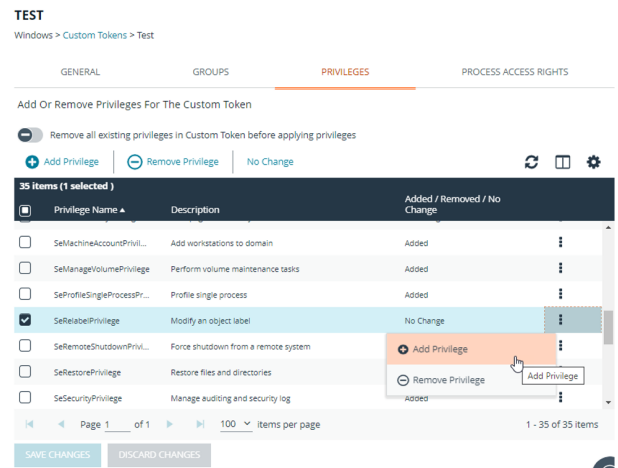 TEST
Windows > Custom Tokens > Test
GENERAL GROUPS PRIVILEGES PROCESS ACCESS RIGHTS
Add Or Remove Privileges For The Custom Token
Remove all existing privileges in Custom Token before applying privileges
Add Privilege Remove Privilege No Change
35 items (1 selected )
Privilege Name Description Added / Removed / No Change
SeMachineAccountPrivil... Add workstations to domain Added
SeManageVolumePrivilege Perform volume maintenance tasks Added
SeProfileSingleProcessPr... Profile single process Added
SeRelabelPrivilege Modify an object label No Change
SeRemoteShutdownPrivi... Force shutdown from a remote system
Add Privilege
SeRestorePrivilege Restore files and directories
Add Privilege
Remove Privilege
SeSecurityPrivilege Manage auditing and security log Added
Page 1 of 1 100 items per page 1 - 35 of 35 items
SAVE CHANGES DISCARD CHANGES